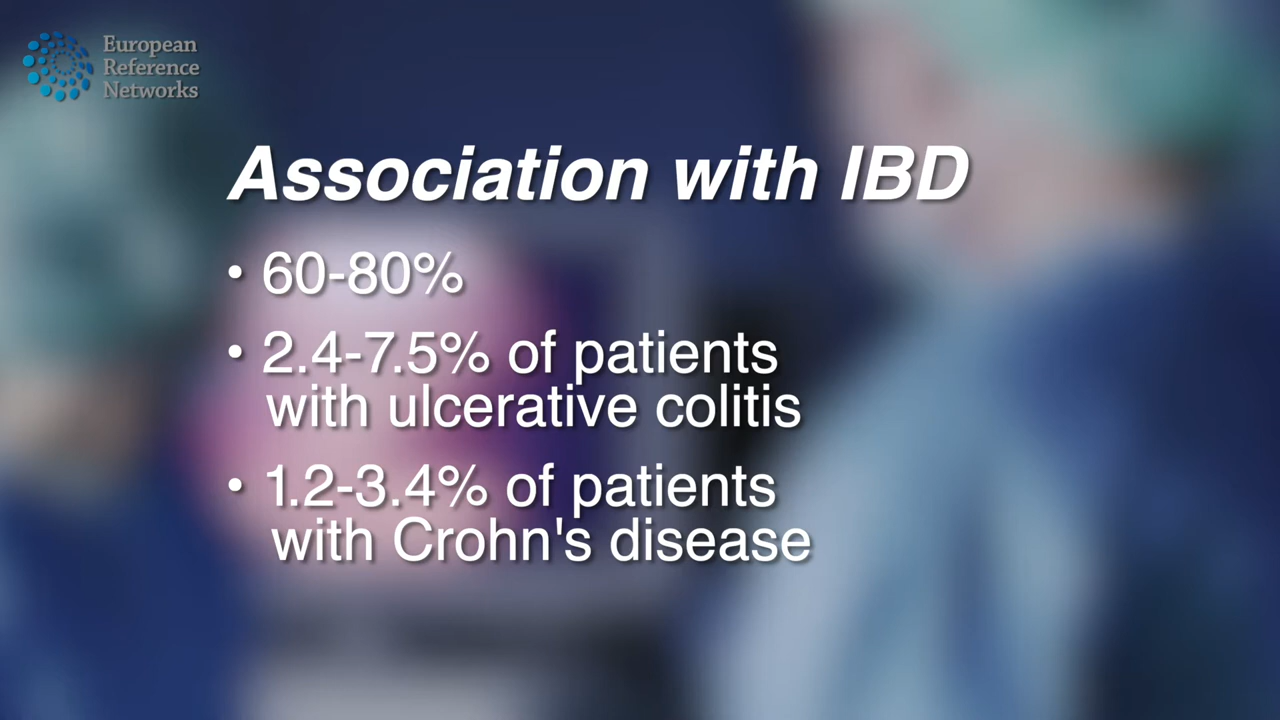 European
Reference
Networks
Association with IBD
• 60-80%
• 2.4-7.5% of patients
with ulcerative colitis
• 1.2-3.4% of patients
with Crohn's disease